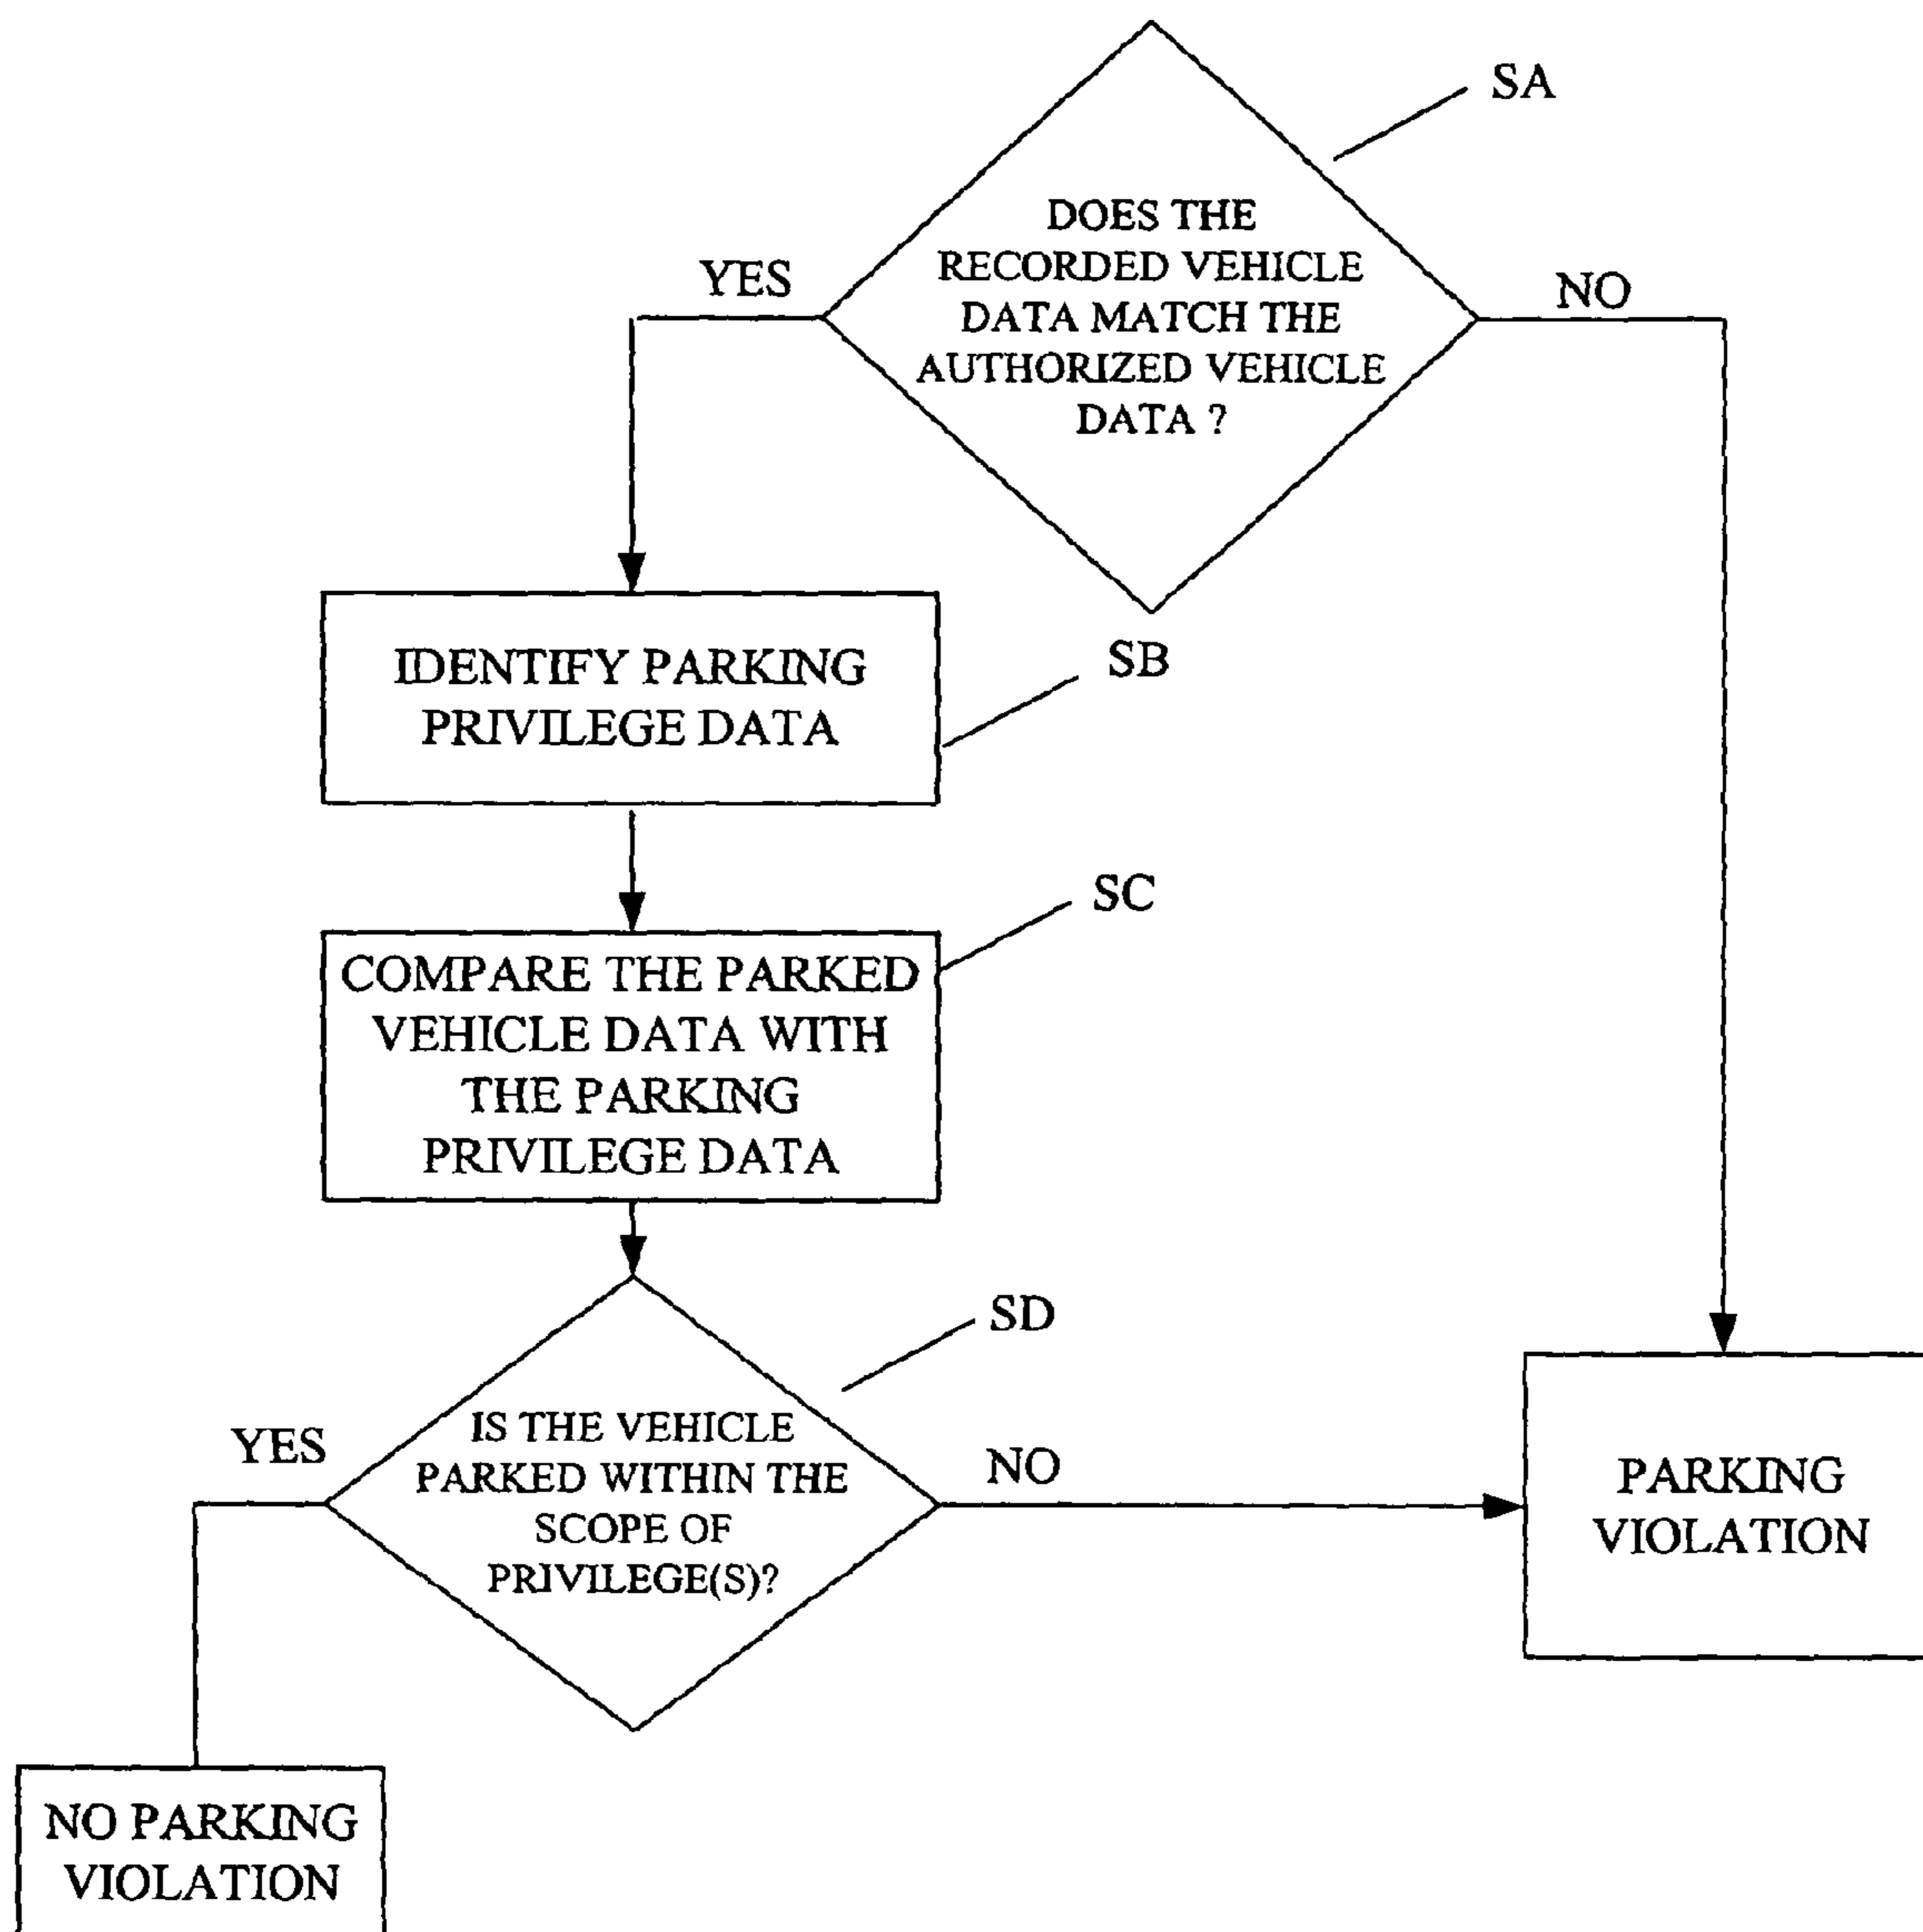 SA
DOES THE
RECORDED VEHICLE
DATA MATCH THE
AUTHORIZED VEHICLE
DATA ?
YES
NO
IDENTIFY PARKING
PRIVILEGE DATA
SB
SC
COMPARE THE PARKED
VEHICLE DATA WITH
THE PARKING
PRIVILEGE DATA
SD
IS THE VEHICLE
PARKED WITHIN THE
SCOPE OF
PRIVILEGE(S)?
YES
NO
PARKING
VIOLATION
NO PARKING
VIOLATION